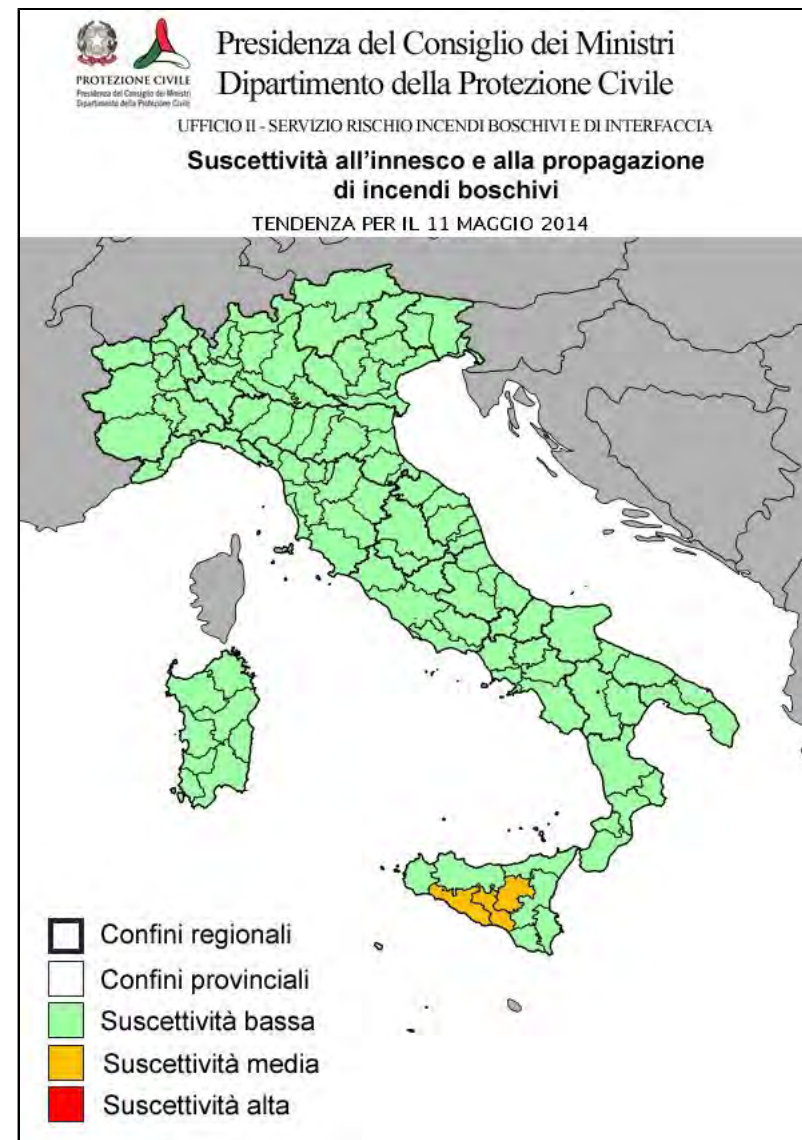 Presidenza del Consiglio dei Ministri
Dipartimento della Protezione Civile
PROTEZIONE CIVILE
Presidenza del Consiglio dei Ministri
Dipartimento della Protezione Civile
UFFICIO II - SERVIZIO RISCHIO INCENDI BOSCHIVI E DI INTERFACCIA
Suscettività all'innesco e alla propagazione
di incendi boschivi
TENDENZA PER IL 11 MAGGIO 2014
Confini regionali
Confini provinciali
Suscettività bassa
Suscettività media
Suscettività alta